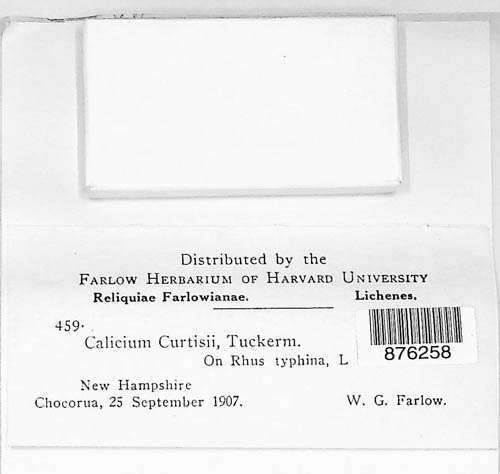 Distributed by the
FARLOW HERBARIUM OF HARVARD UNIVERSITY
Reliquiae Farlowianae. Lichenes.
459.
Calicium Curtisii, Tuckerm.
On Rhus typhina, L
876258
New Hampshire
Chocorua, 25 September 1907. W. G. Farlow.